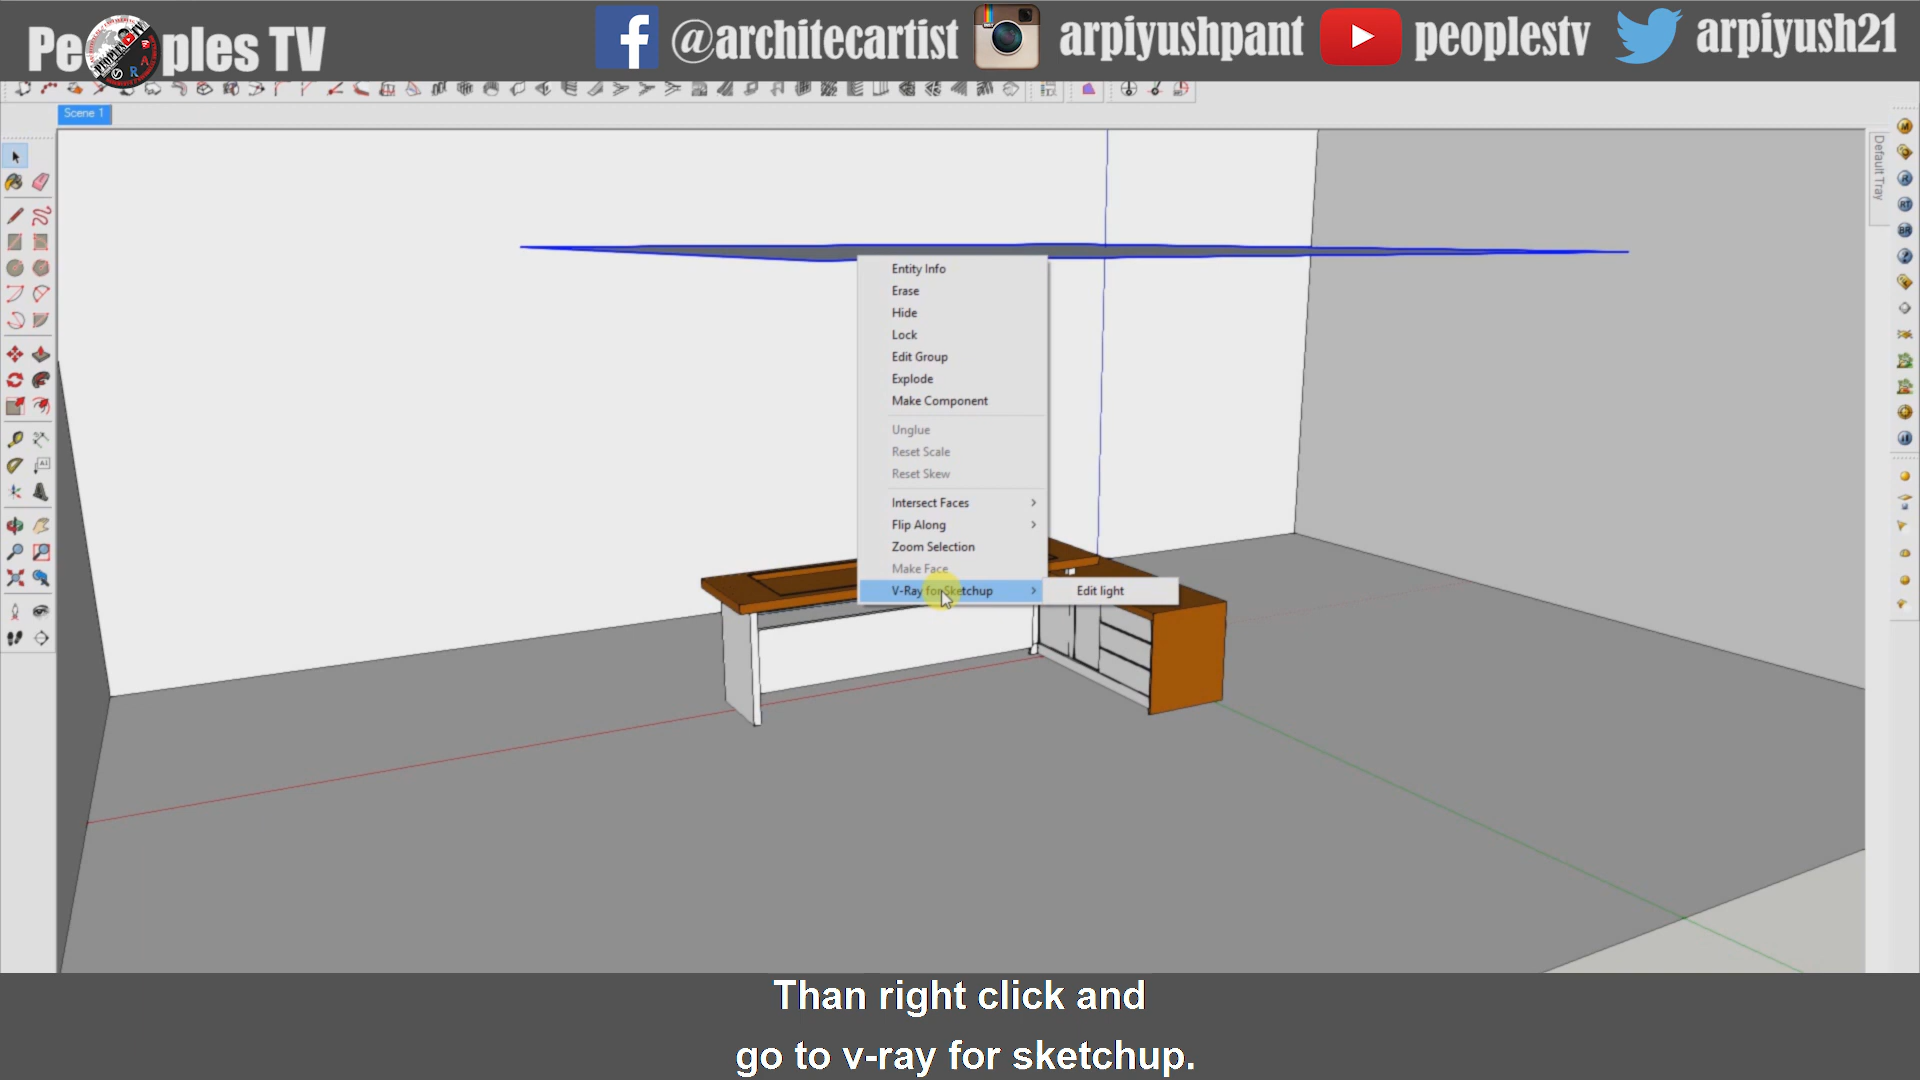 Peoples TV
@architecartist
arpiyushpant
peoplestv
arpiyush21
Scene 1
Default Tray
Entity Info
Erase
Hide
Lock
Edit Group
Explode
Make Component
Unglue
Reset Scale
Reset Skew
Intersect Faces
Flip Along
Zoom Selection
Make Face
V-Ray for Sketchup
Edit light
Than right click and
go to v-ray for sketchup.